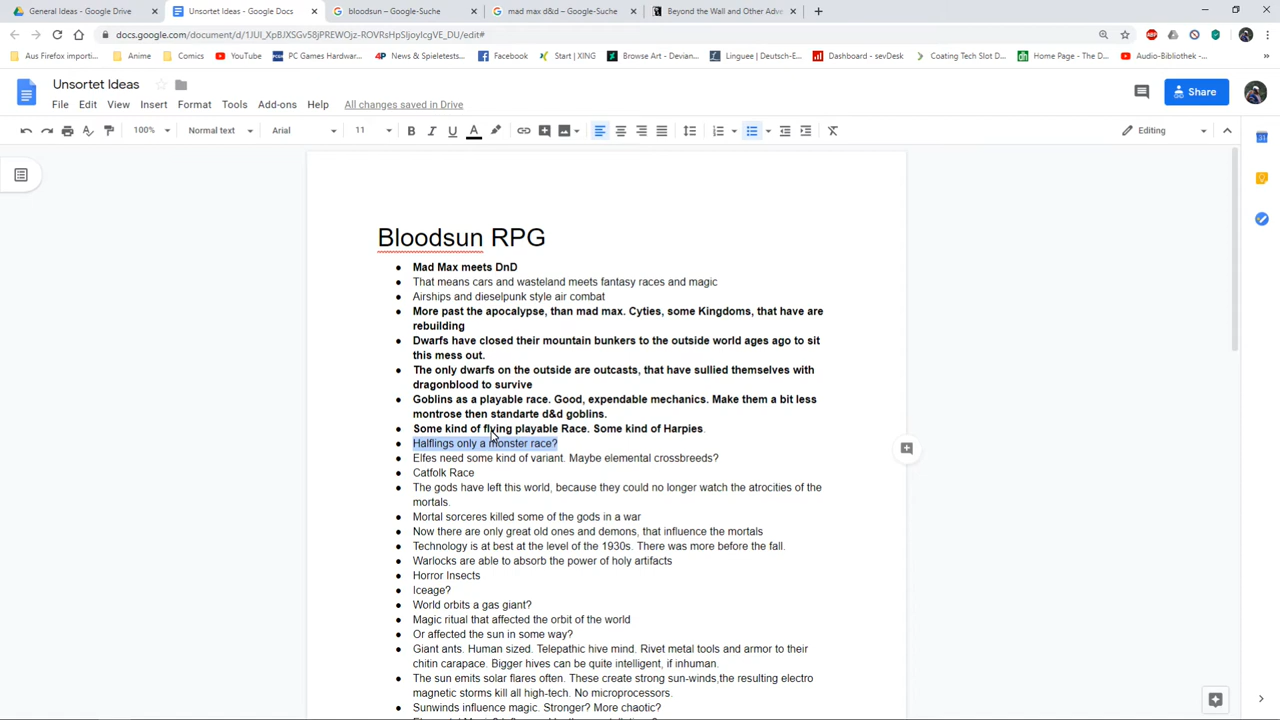 General Ideas - Google Drive
Unsortet Ideas - Google Docs
bloodsun – Google-Suche
mad max d&d – Google-Suche
Beyond the Wall and Other Adve
docs.google.com/document/d/
Aus Firefox importi...
Anime
Comics
YouTube
PC Games Hardwar...
News & Spieletests...
Facebook
Start | XING
Browse Art - Devian...
Linguee | Deutsch-E...
Dashboard - sevDesk
Coating Tech Slot D...
Home Page - The D...
Audio-Bibliothek -...
Unsortet Ideas
File Edit View Insert Format Tools Add-ons Help All changes saved in Drive
Share
100% Normal text Arial 11 B I U A Editing
Bloodsun RPG
Mad Max meets DnD
That means cars and wasteland meets fantasy races and magic
Airships and dieselpunk style air combat
More past the apocalypse, than mad max. Cyties, some Kingdoms, that have are
rebuilding
Dwarfs have closed their mountain bunkers to the outside world ages ago to sit
this mess out.
The only dwarfs on the outside are outcasts, that have sullied themselves with
dragonblood to survive
Goblins as a playable race. Good, expendable mechanics. Make them a bit less
montrose then standarte d&d goblins.
Some kind of flying playable Race. Some kind of Harpies.
Halflings only a monster race?
Elfes need some kind of variant. Maybe elemental crossbreeds?
Catfolk Race
The gods have left this world, because they could no longer watch the atrocities of the
mortals.
Mortal sorceres killed some of the gods in a war
Now there are only great old ones and demons, that influence the mortals
Technology is at best at the level of the 1930s. There was more before the fall.
Warlocks are able to absorb the power of holy artifacts
Horror Insects
Iceage?
World orbits a gas giant?
Magic ritual that affected the orbit of the world
Or affected the sun in some way?
Giant ants. Human sized. Telepathic hive mind. Rivet metal tools and armor to their
chitin carapace. Bigger hives can be quite intelligent, if inhuman.
The sun emits solar flares often. These create strong sun-winds,the resulting electro
magnetic storms kill all high-tech. No microprocessors.
Sunwinds influence magic. Stronger? More chaotic?